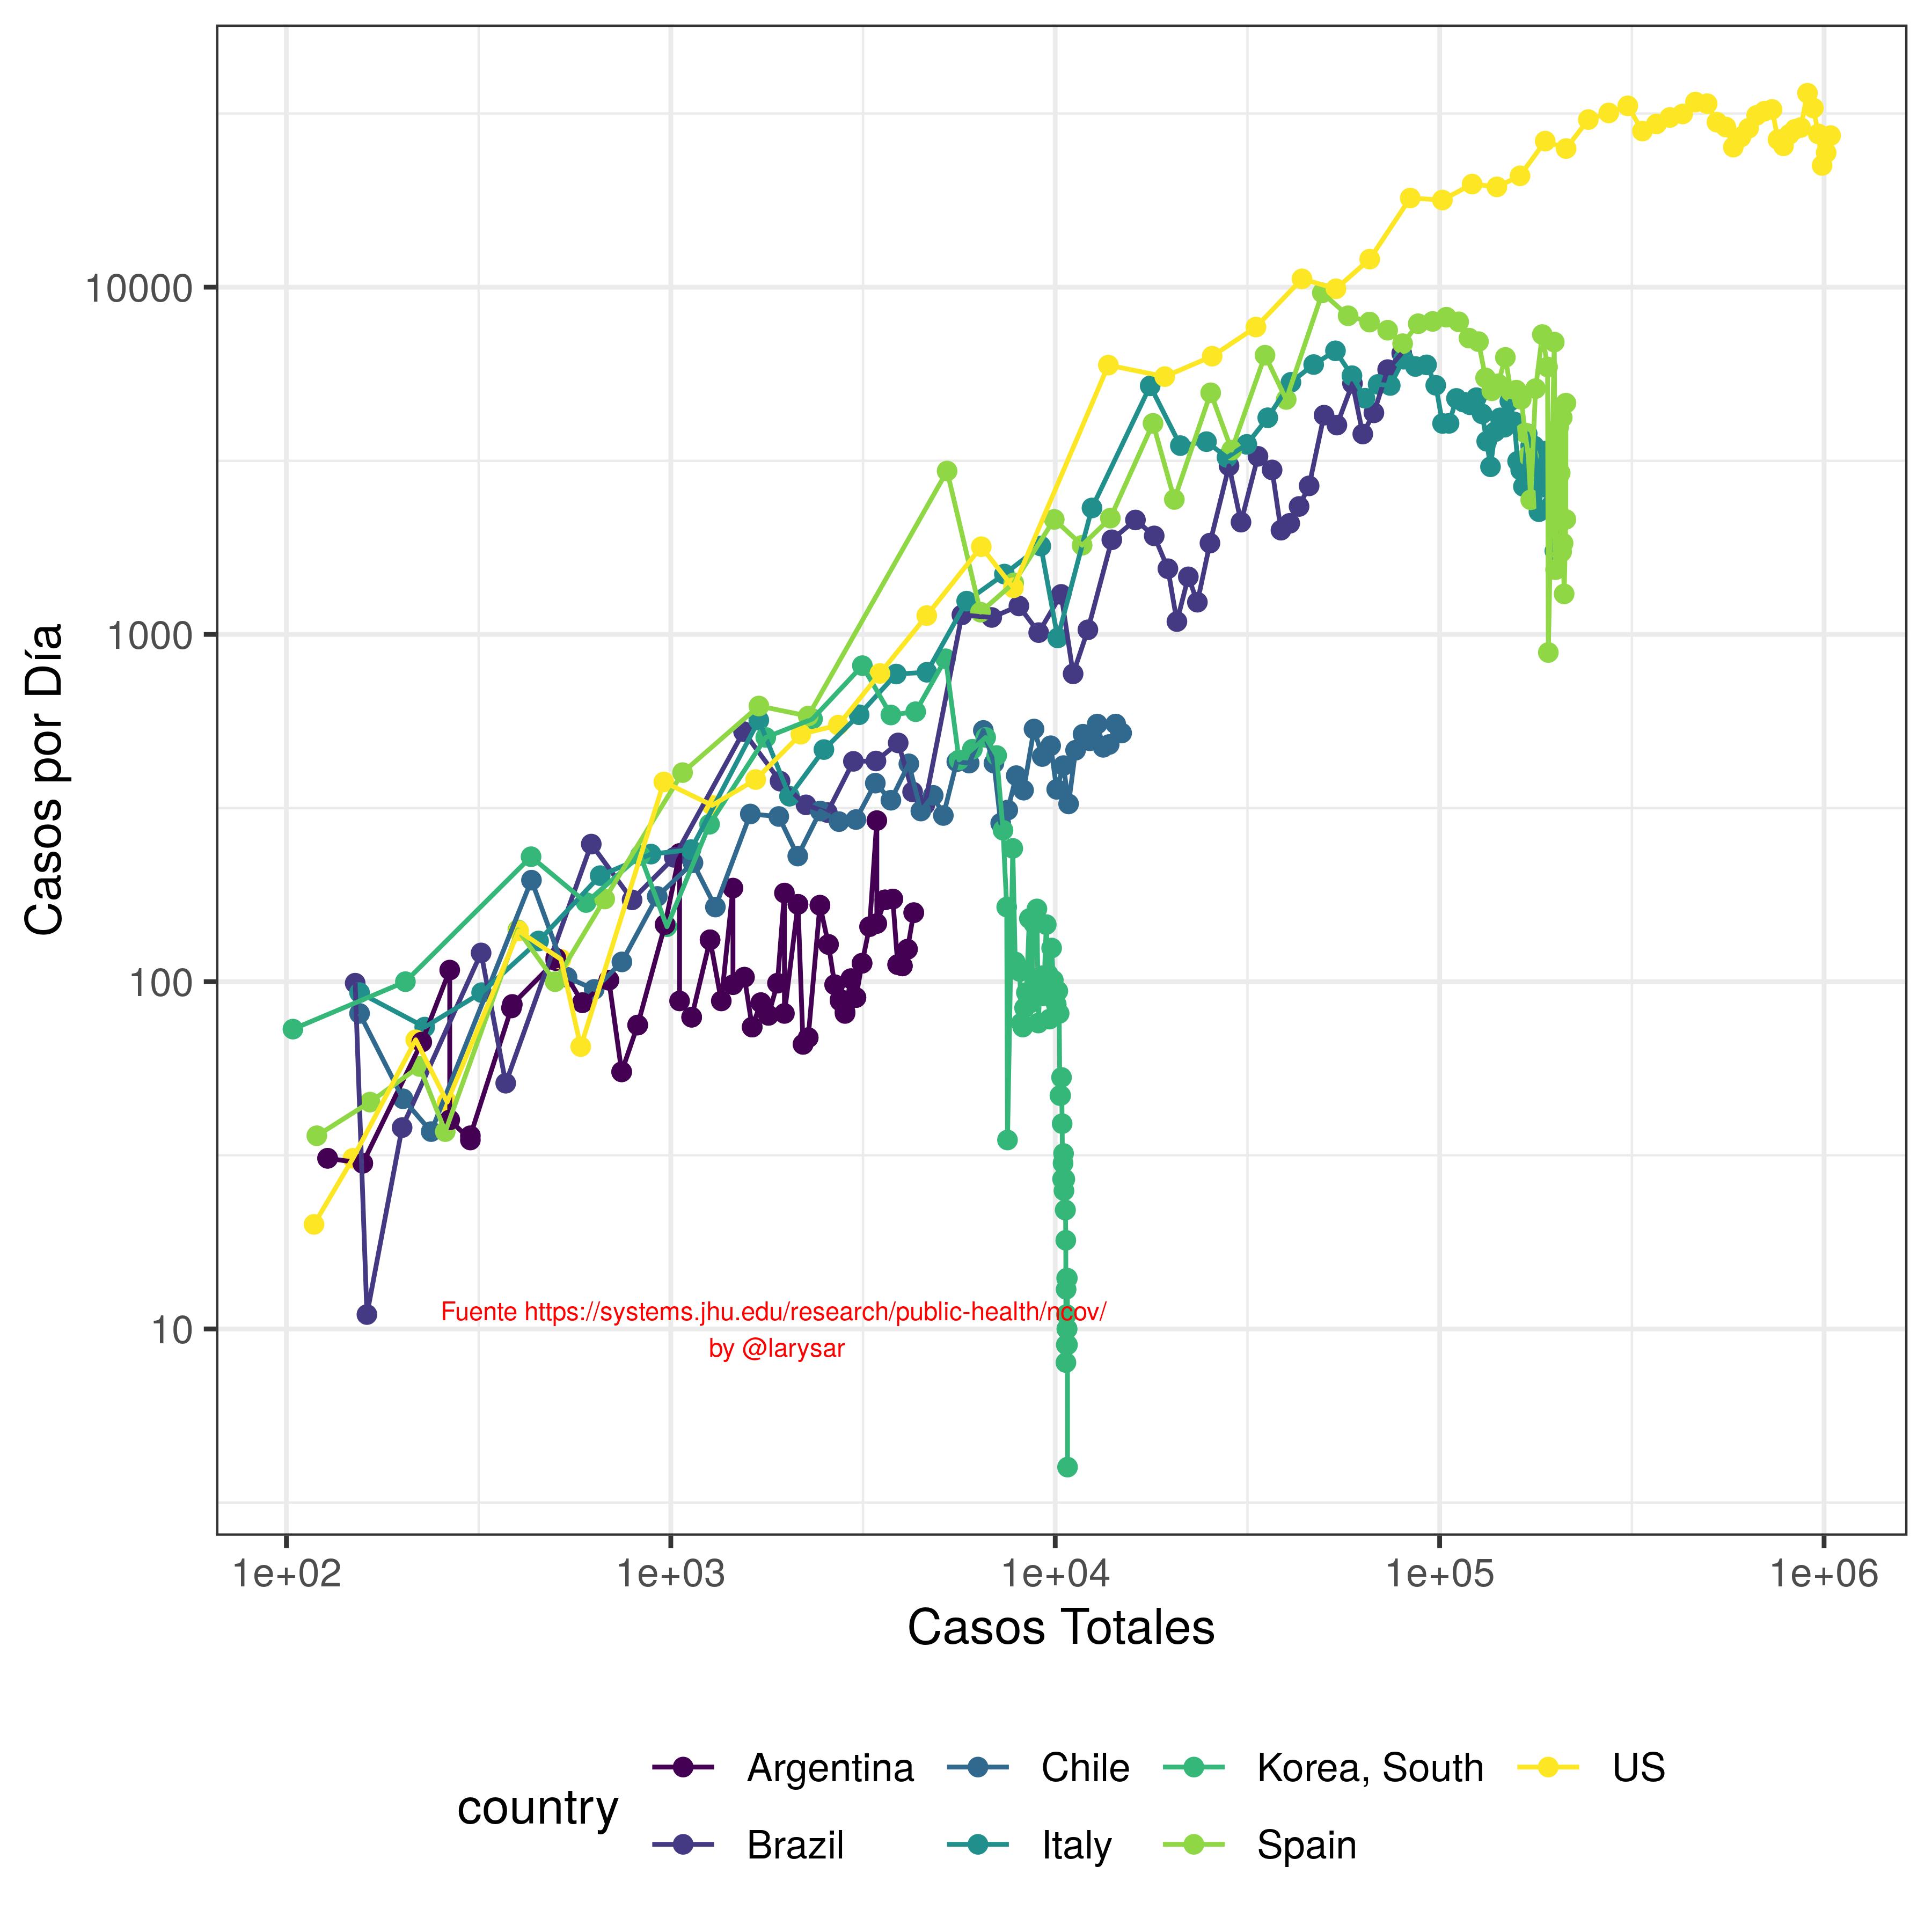 10000
1000
100
10
Casos por Día
Fuente https://systems.jhu.edu/research/public-health/ncov/
by @larysar
1e+02 1e+03 1e+04 1e+05 1e+06
Casos Totales
country
Argentina Chile Korea, South US
Brazil Italy Spain